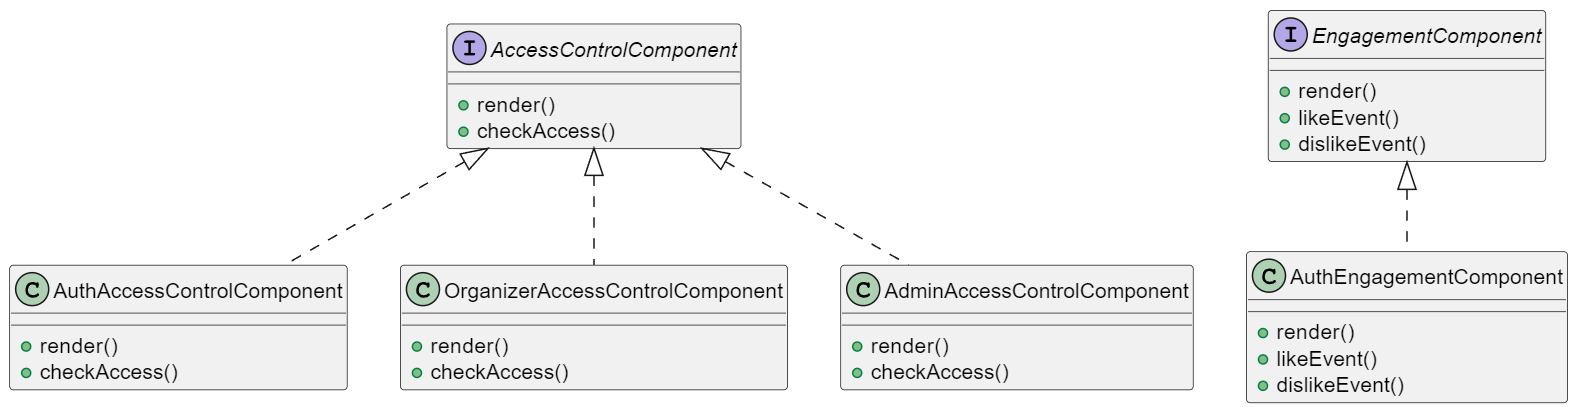 I AccessControlComponent
render()
checkAccess()
I EngagementComponent
render()
likeEvent()
dislikeEvent()
C AuthAccessControlComponent
render()
checkAccess()
C OrganizerAccessControlComponent
render()
checkAccess()
C AdminAccessControlComponent
render()
checkAccess()
C AuthEngagementComponent
render()
likeEvent()
dislikeEvent()